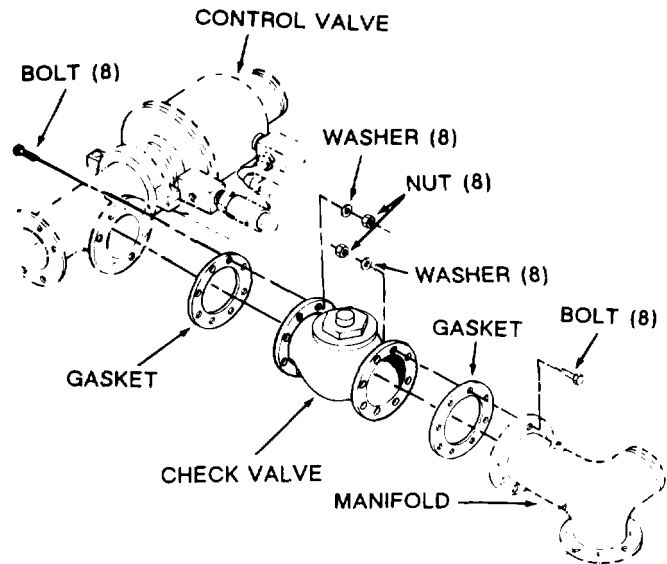 CONTROL VALVE
BOLT (8)
WASHER (8)
NUT (8)
WASHER (8)
GASKET
BOLT (8)
GASKET
CHECK VALVE
MANIFOLD